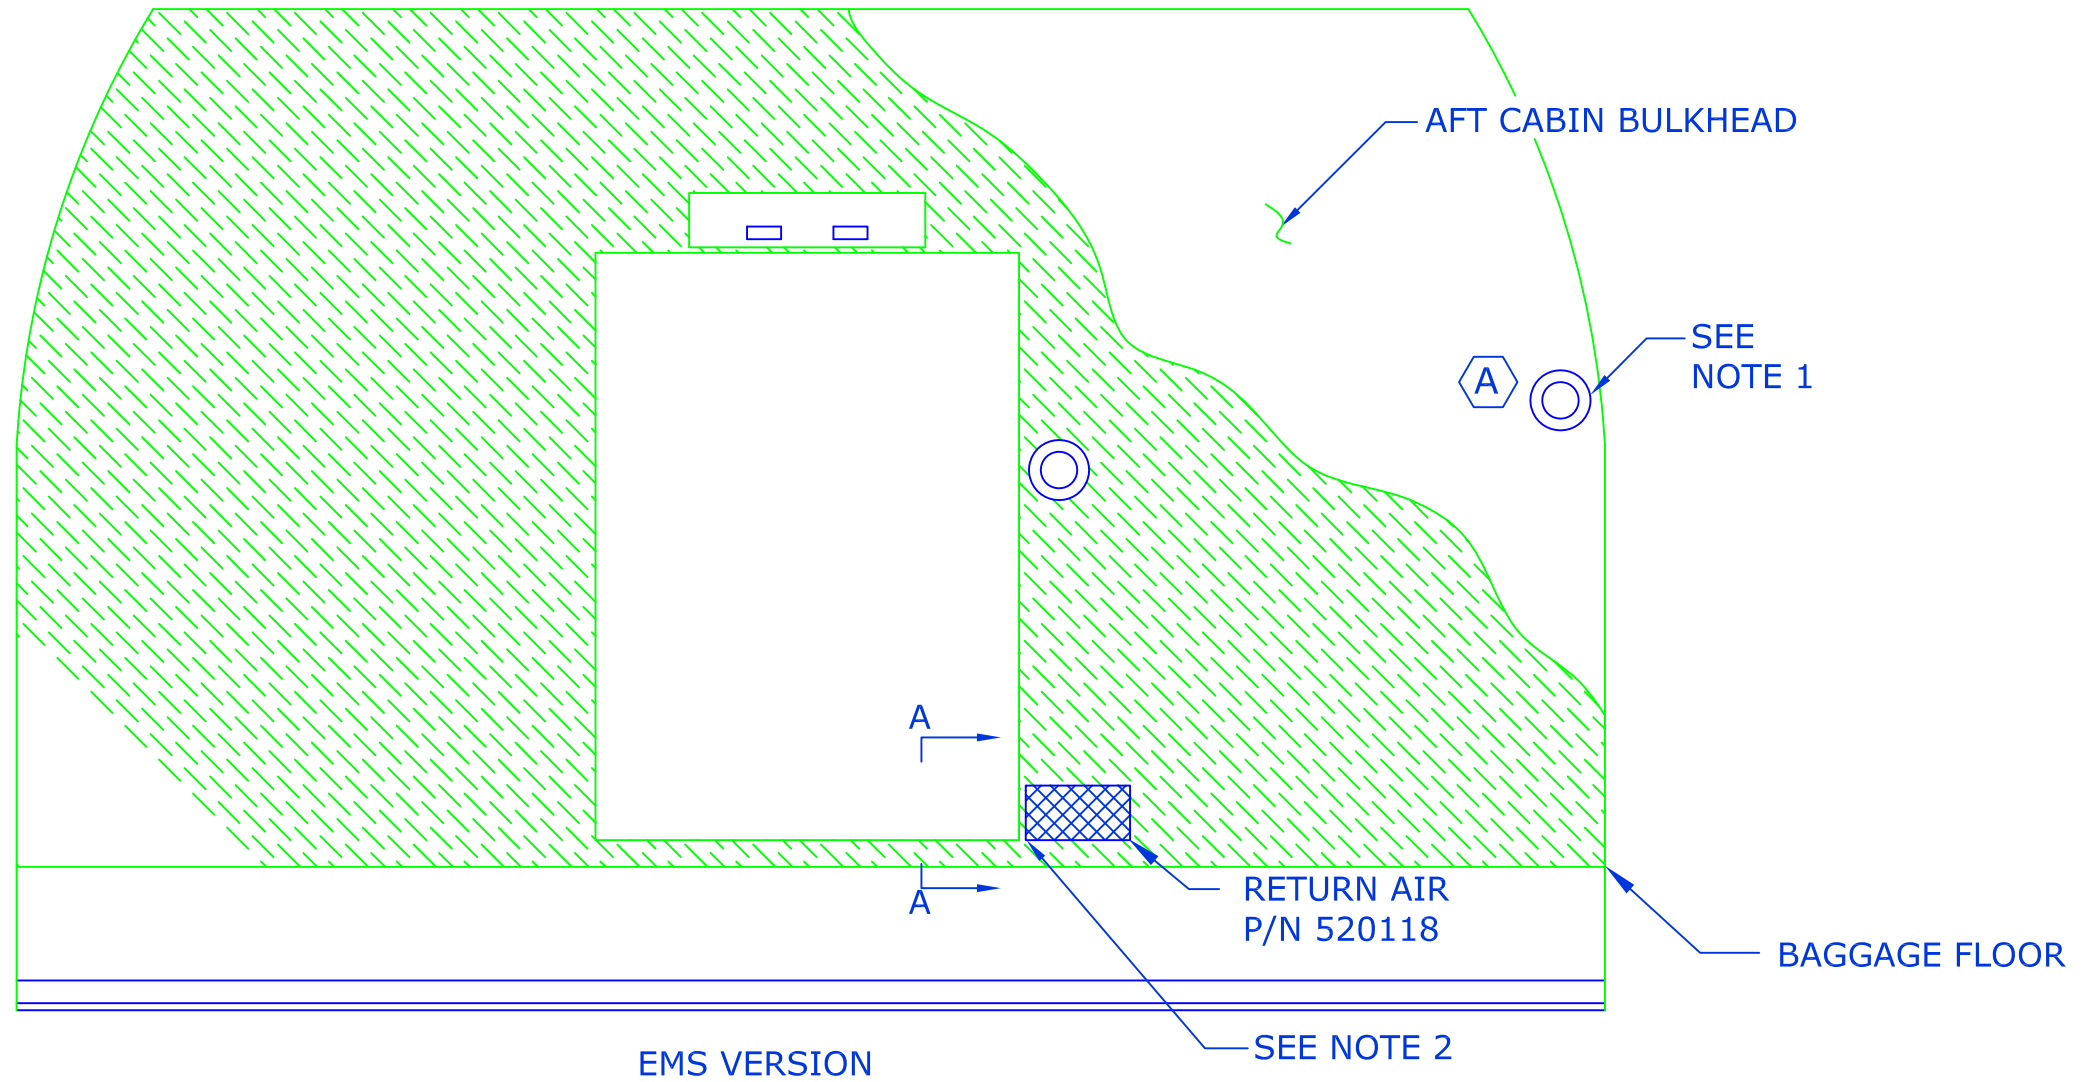 AFT CABIN BULKHEAD
SEE
NOTE 1
A
A
A
RETURN AIR
P/N 520118
BAGGAGE FLOOR
SEE NOTE 2
EMS VERSION